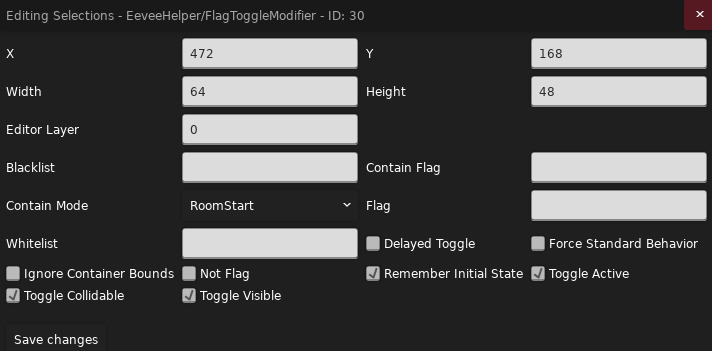 Editing Selections - EeveeHelper/FlagToggleModifier - ID: 30 ×
X 472 Y 168
Width 64 Height 48
Editor Layer 0
Blacklist Contain Flag
Contain Mode RoomStart Flag
Whitelist Delayed Toggle Force Standard Behavior
Ignore Container Bounds Not Flag Remember Initial State Toggle Active
Toggle Collidable Toggle Visible
Save changes